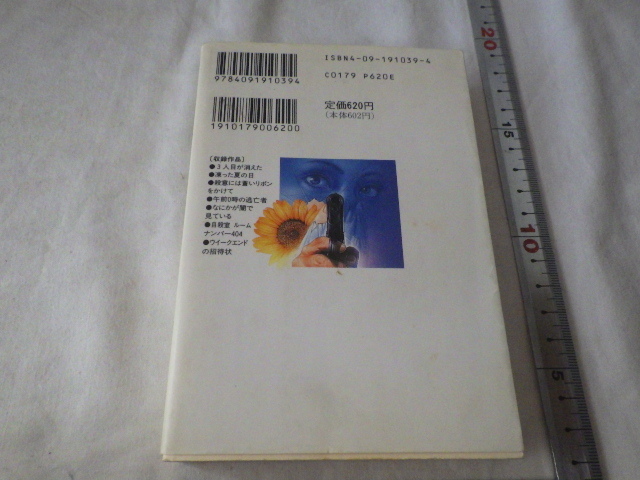 ISBN4-09-191039-4
9784091910394
C0179 P620E
定価620円
(本体602円)
1910179006200
〔収録作品〕
●3人目が消えた
●凍った夏の日
●殺意には重いリボン
をかけて
●午前0時の逃亡者
●なにかが闇で
見ている
●自殺室 ルーム
ナンバー404
●ウイークエンド
の招待状
20
10
5